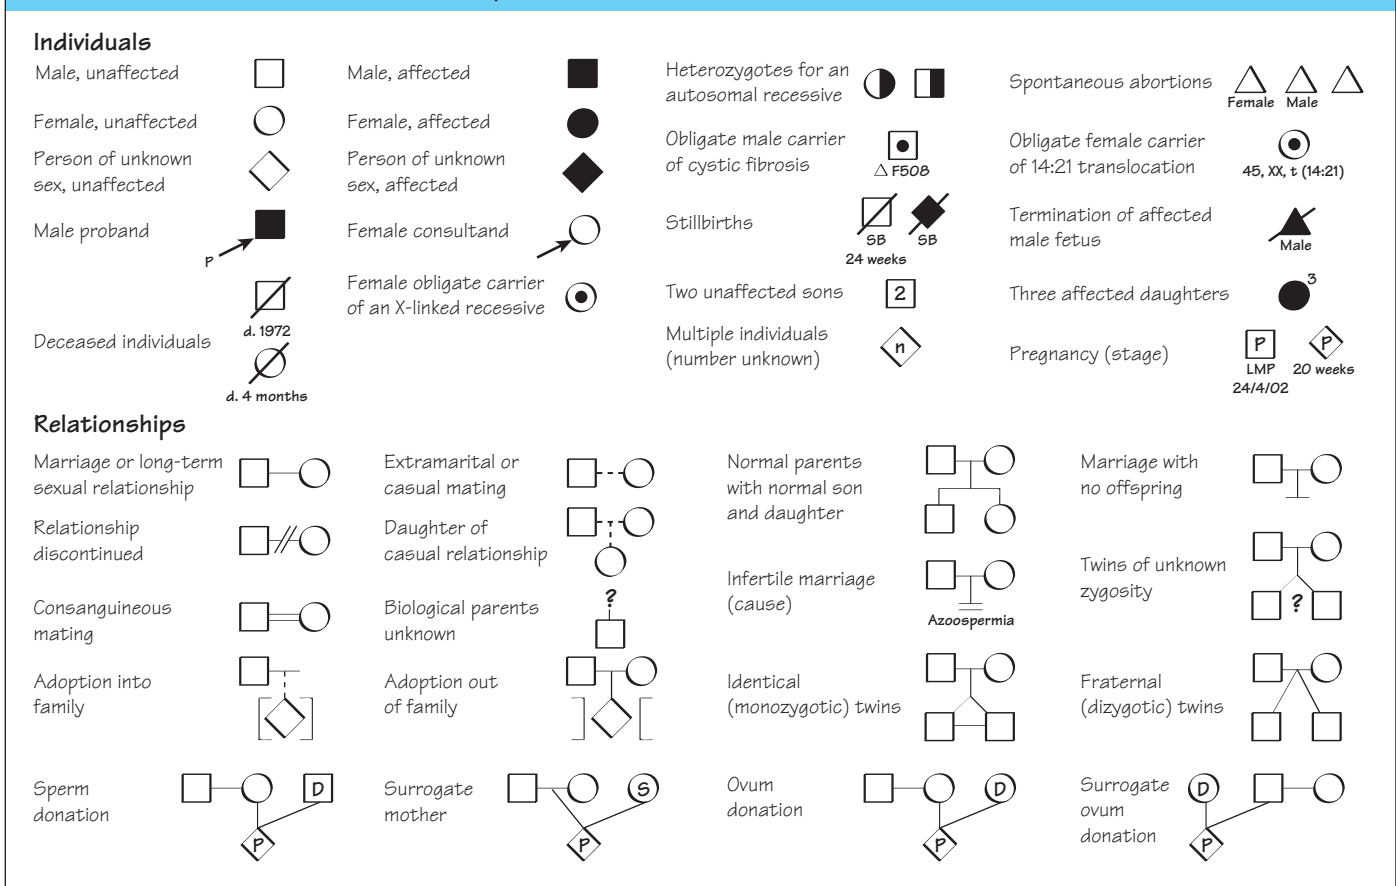 Individuals
Male, unaffected
Female, unaffected
Person of unknown
sex, unaffected
Male proband
P
Deceased individuals
d. 1972
d. 4 months
Male, affected
Female, affected
Person of unknown
sex, affected
Female consultand
Female obligate carrier
of an X-linked recessive
Heterozygotes for an
autosomal recessive
Obligate male carrier
of cystic fibrosis
△ F508
Stillbirths
SB
24 weeks
SB
Two unaffected sons
2
Multiple individuals
(number unknown)
n
Spontaneous abortions
Female Male
Obligate female carrier
of 14:21 translocation
45, XX, t (14:21)
Termination of affected
male fetus
Male
Three affected daughters
3
Pregnancy (stage)
P
LMP
24/4/02
P
20 weeks
Relationships
Marriage or long-term
sexual relationship
Relationship
discontinued
Consanguineous
mating
Adoption into
family
Extramarital or
casual mating
Daughter of
casual relationship
Biological parents
unknown
?
Adoption out
of family
Normal parents
with normal son
and daughter
Infertile marriage
(cause)
Azoospermia
Identical
(monozygotic) twins
Marriage with
no offspring
Twins of unknown
zygosity
?
Fraternal
(dizygotic) twins
Sperm
donation
D
P
Surrogate
mother
S
P
Ovum
donation
D
P
Surrogate
ovum
donation
D
P